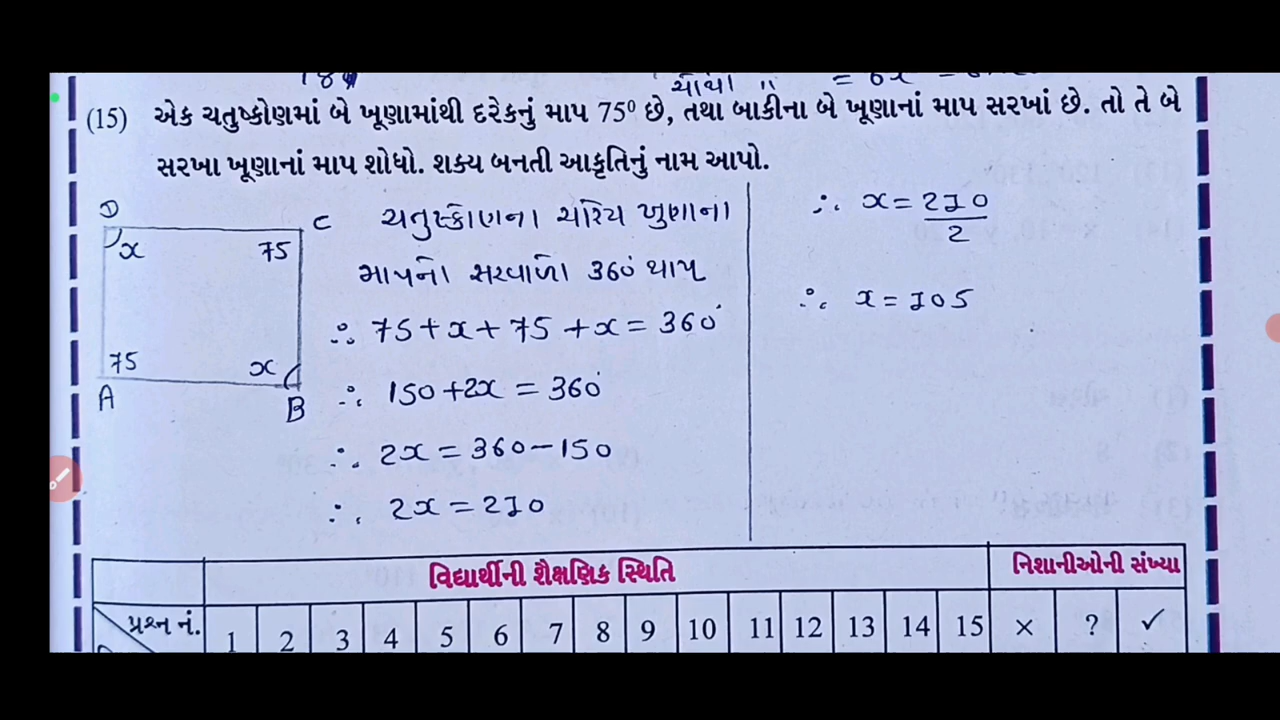 ચોથા "
(15) એક ચતુષ્કોણમાં બે ખૂણામાંથી દરેકનું માપ 75° છે, તથા બાકીના બે ખૂણાનાં માપ સરખાં છે. તો તે બે
સરખા ખૂણાનાં માપ શોધો. શક્ય બનતી આકૃતિનું નામ આપો.
D
C
x
75
75
x
A
B
ચતુષ્કોણના ચારેય ખુણાના
માપનો સરવાળો 360° થાય
∴ 75 + x + 75 + x = 360°
∴ 150 + 2x = 360°
∴ 2x = 360 − 150
∴ 2x = 210
∴ x = 210
2
∴ x = 105
વિદ્યાર્થીની શૈક્ષણિક સ્થિતિ
નિશાનીઓની સંખ્યા
પ્રશ્ન નં. 1 2 3 4 5 6 7 8 9 10 11 12 13 14 15 × ? ✓